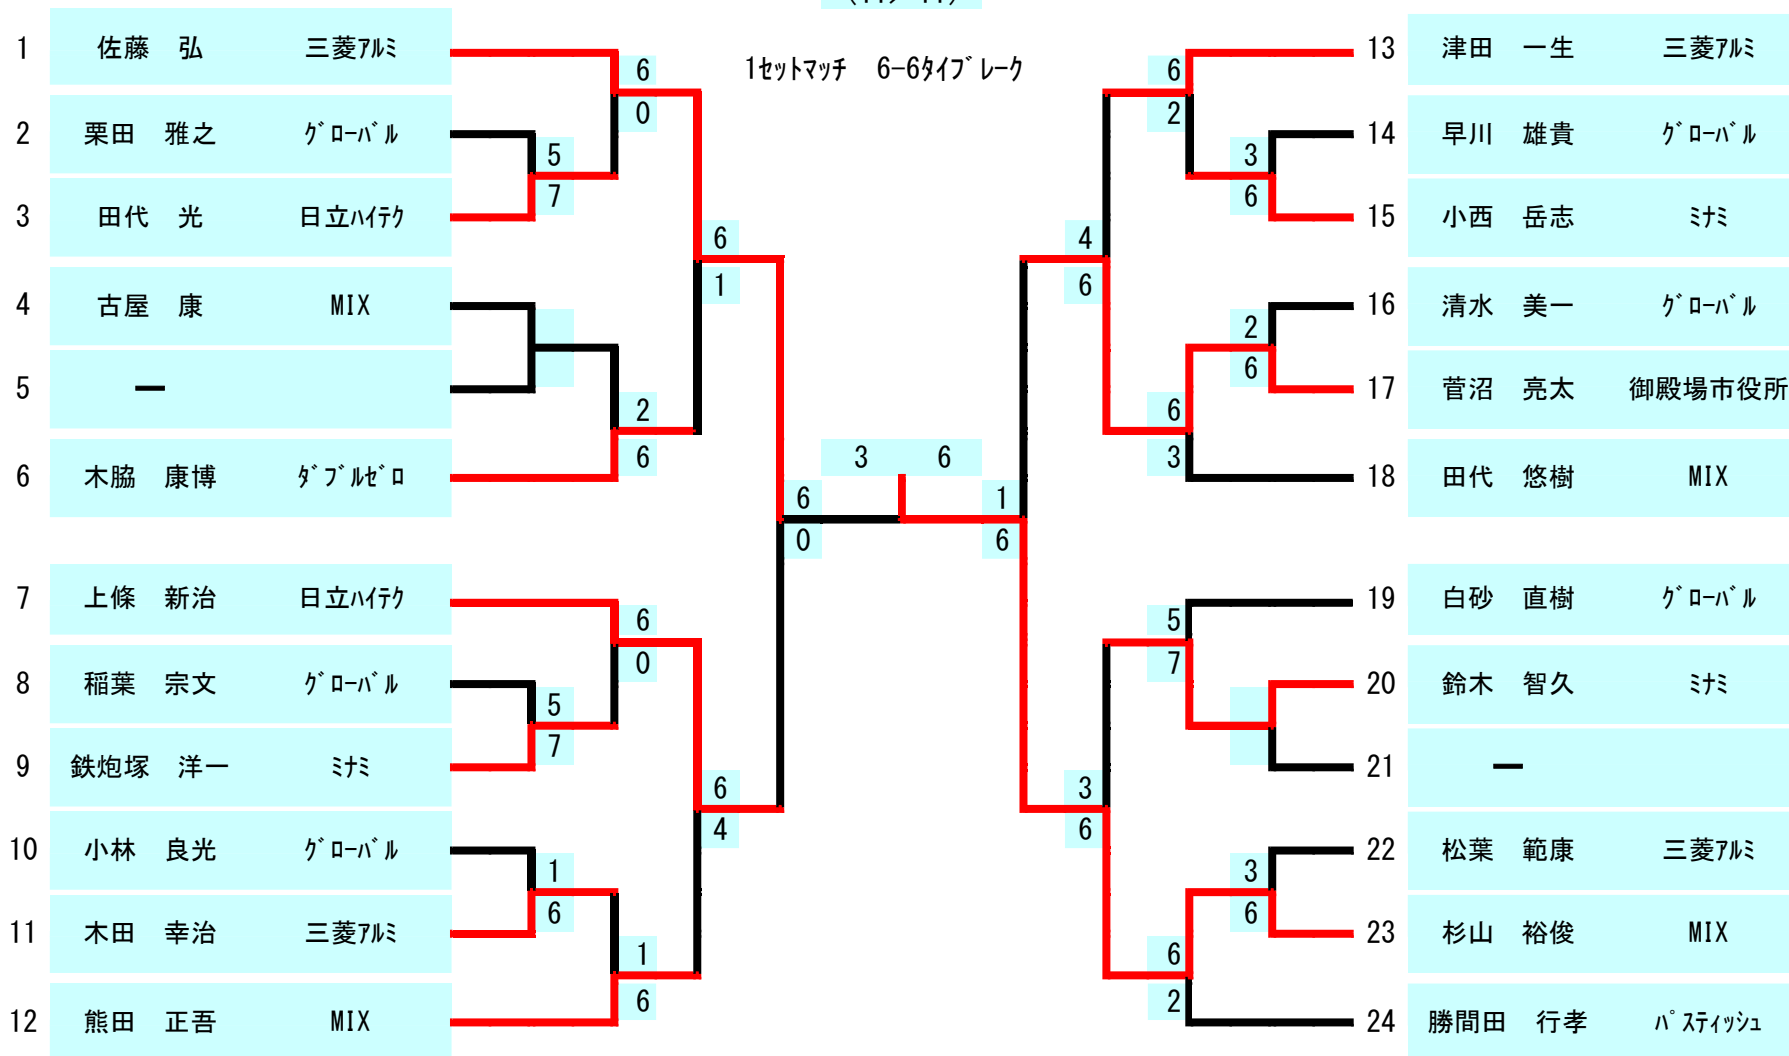 1セットマッチ　6-6タイブレーク
1 佐藤　弘 三菱アルミ
2 栗田　雅之 グローバル
3 田代　光 日立ハイテク
4 古屋　康 MIX
5 ー
6 木脇　康博 ダブルゼロ
7 上條　新治 日立ハイテク
8 稲葉　宗文 グローバル
9 鉄炮塚　洋一 ミナミ
10 小林　良光 グローバル
11 木田　幸治 三菱アルミ
12 熊田　正吾 MIX
5
7
5
7
1
6
6
0
2
6
6
0
1
6
6
1
6
4
6
0
3 6
1
6
4
6
3
6
6
2
6
3
5
7
6
2
3
6
2
6
3
6
13 津田　一生 三菱アルミ
14 早川　雄貴 グローバル
15 小西　岳志 ミナミ
16 清水　美一 グローバル
17 菅沼　亮太 御殿場市役所
18 田代　悠樹 MIX
19 白砂　直樹 グローバル
20 鈴木　智久 ミナミ
21 ー
22 松葉　範康 三菱アルミ
23 杉山　裕俊 MIX
24 勝間田　行孝 パスティッシュ